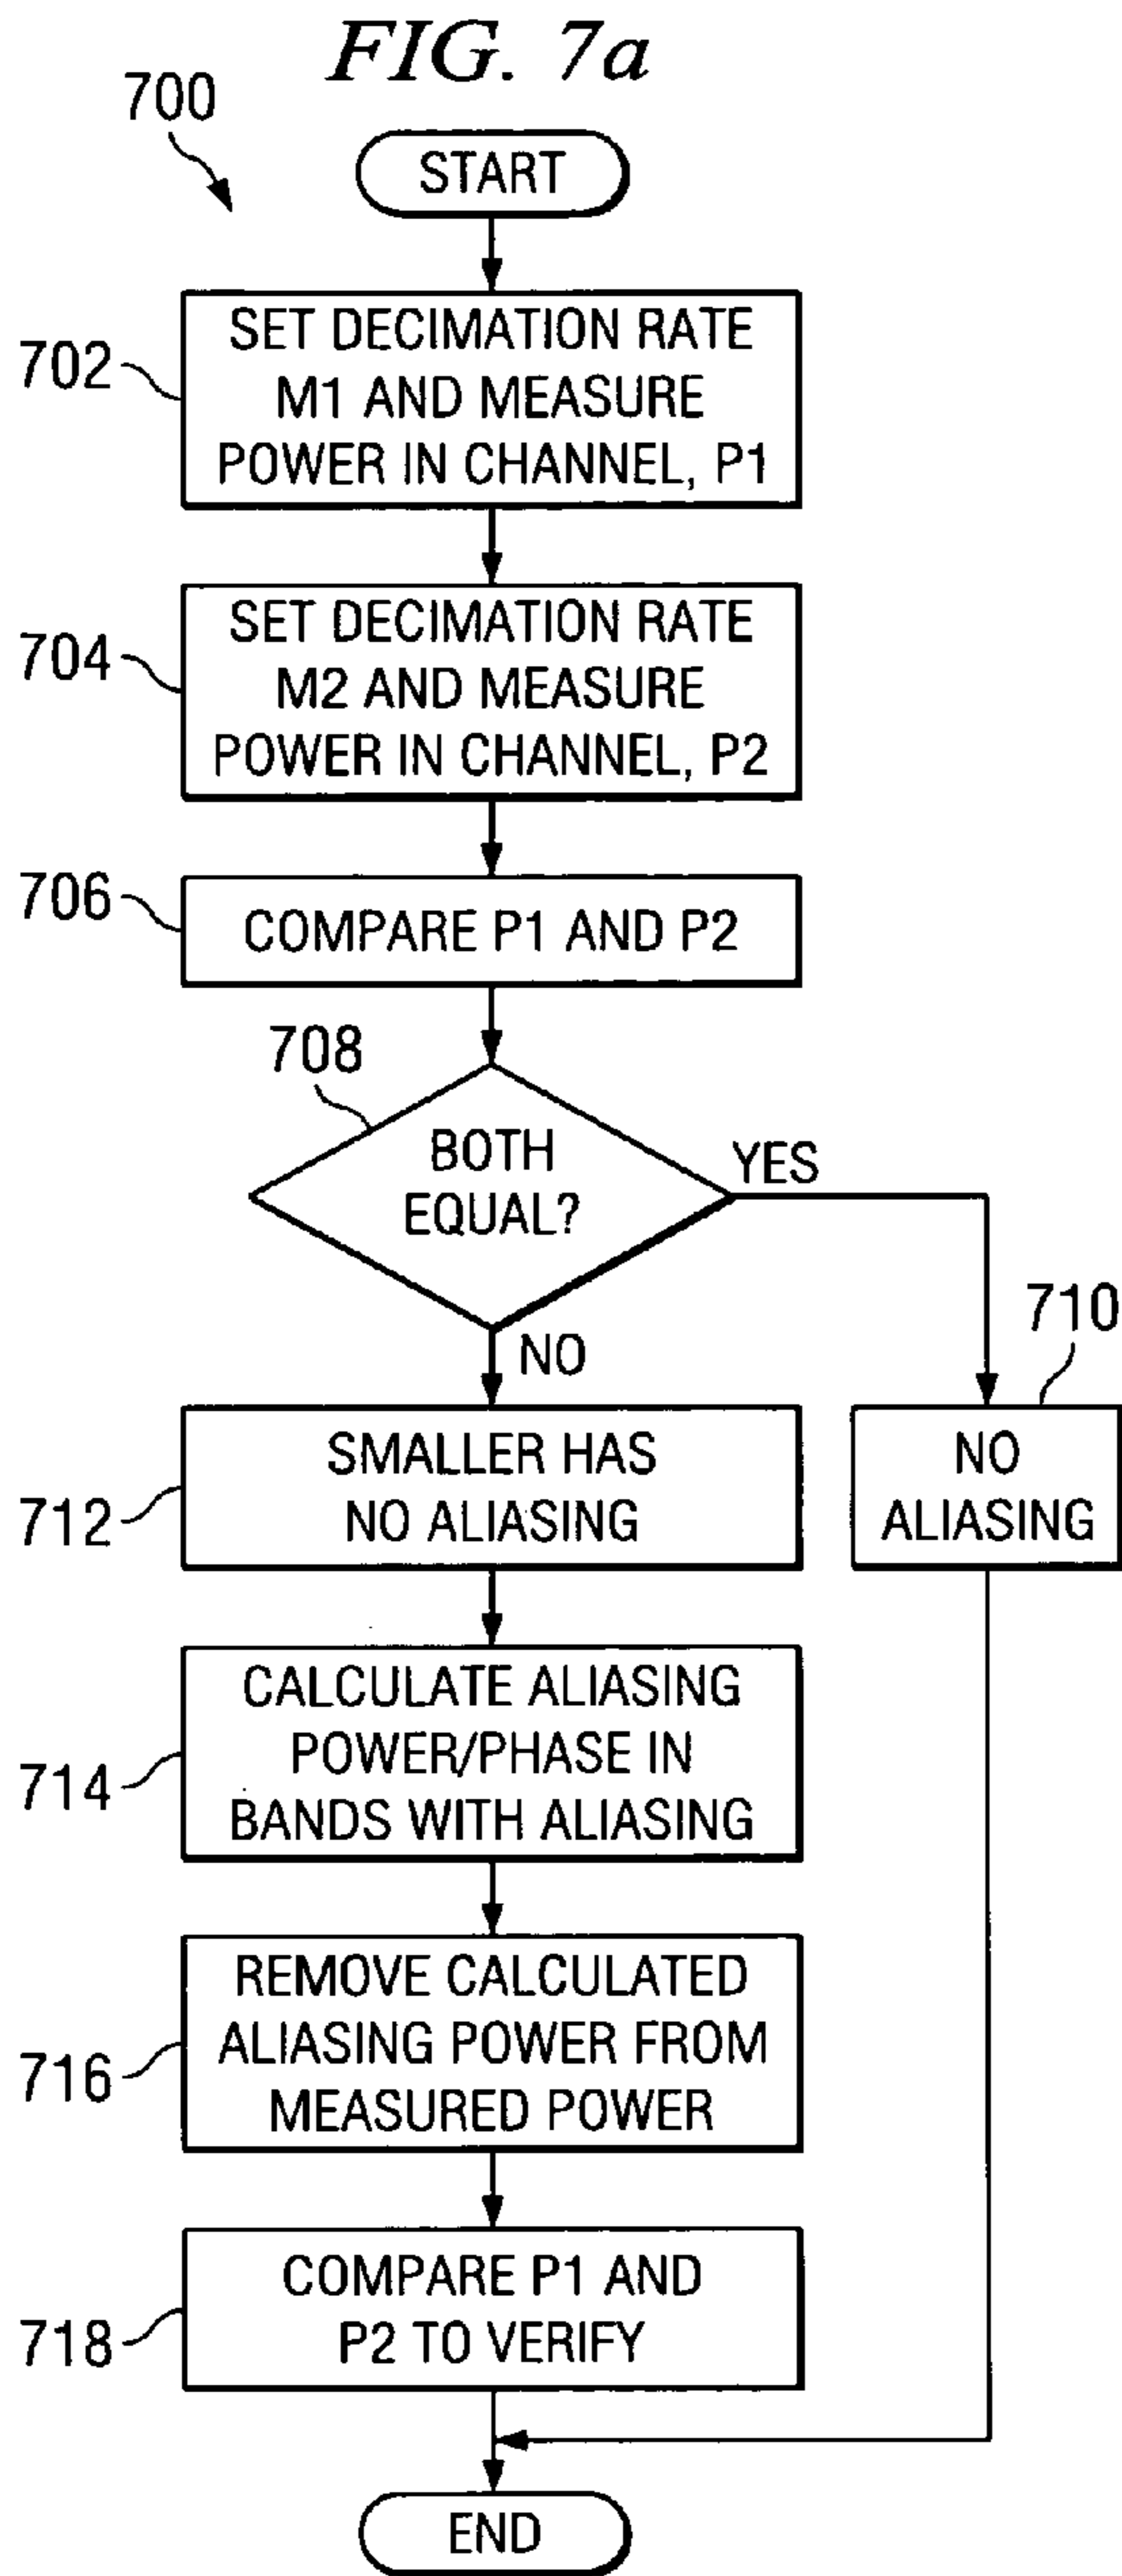 FIG. 7a
700
START
702
SET DECIMATION RATE
M1 AND MEASURE
POWER IN CHANNEL, P1
704
SET DECIMATION RATE
M2 AND MEASURE
POWER IN CHANNEL, P2
706
COMPARE P1 AND P2
708
BOTH
EQUAL?
YES
NO
710
NO
ALIASING
712
SMALLER HAS
NO ALIASING
714
CALCULATE ALIASING
POWER/PHASE IN
BANDS WITH ALIASING
716
REMOVE CALCULATED
ALIASING POWER FROM
MEASURED POWER
718
COMPARE P1 AND
P2 TO VERIFY
END